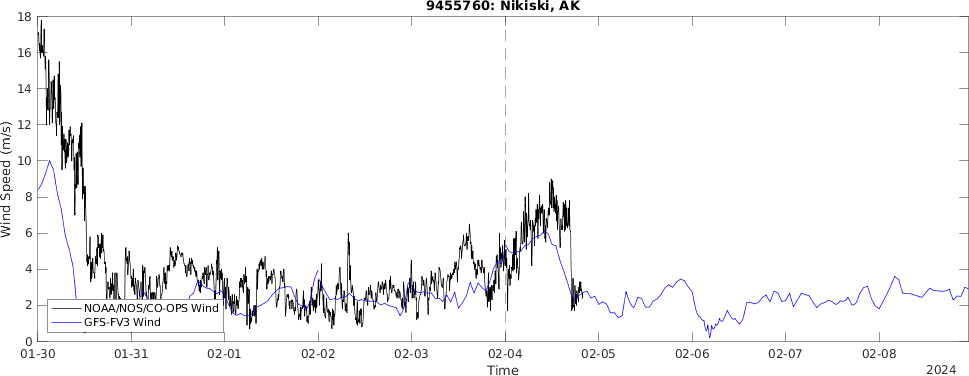 9455760: Nikiski, AK
Wind Speed (m/s)
18
16
14
12
10
8
6
4
2
0
NOAA/NOS/CO-OPS Wind
GFS-FV3 Wind
01-30 01-31 02-01 02-02 02-03 02-04 02-05 02-06 02-07 02-08
Time
2024